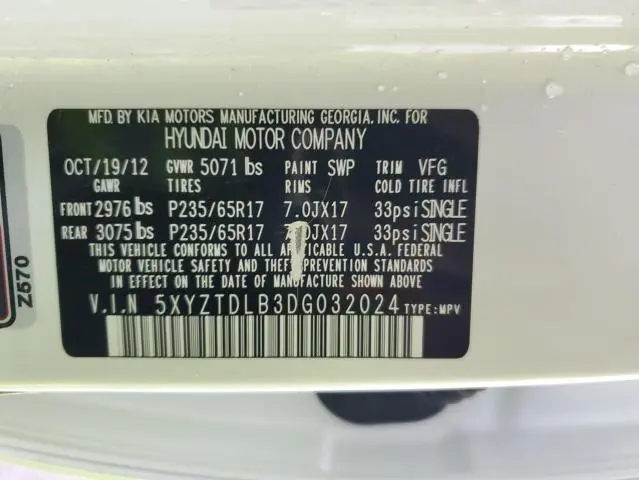 MFD. BY KIA MOTORS MANUFACTURING GEORGIA, INC. FOR
HYUNDAI MOTOR COMPANY
OCT/19/12 GVWR 5071 lbs PAINT SWP TRIM VFG
GAWR TIRES RIMS COLD TIRE INFL
FRONT 2976 lbs P235/65R17 7.0JX17 33psi SINGLE
REAR 3075 lbs P235/65R17 7.0JX17 33psi SINGLE
THIS VEHICLE CONFORMS TO ALL APPLICABLE U.S.A. FEDERAL
MOTOR VEHICLE SAFETY AND THEFT PREVENTION STANDARDS
IN EFFECT ON THE DATE OF MANUFACTURE SHOWN ABOVE.
V.I.N 5XYZTDLB3DG032024 TYPE:MPV
Z570